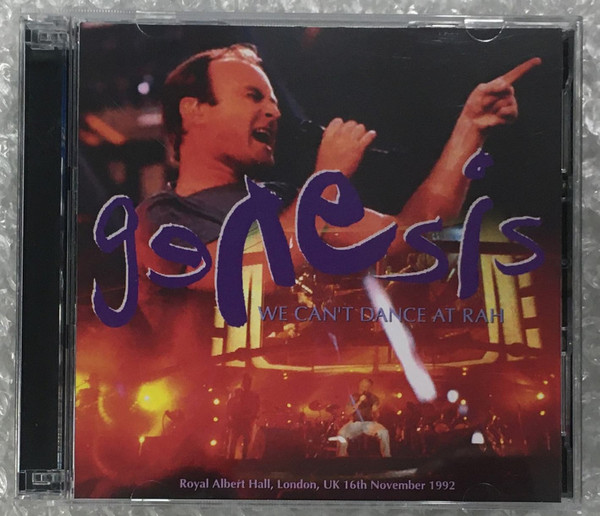 genesis
WE CAN'T DANCE AT RAH
Royal Albert Hall, London, UK 16th November 1992